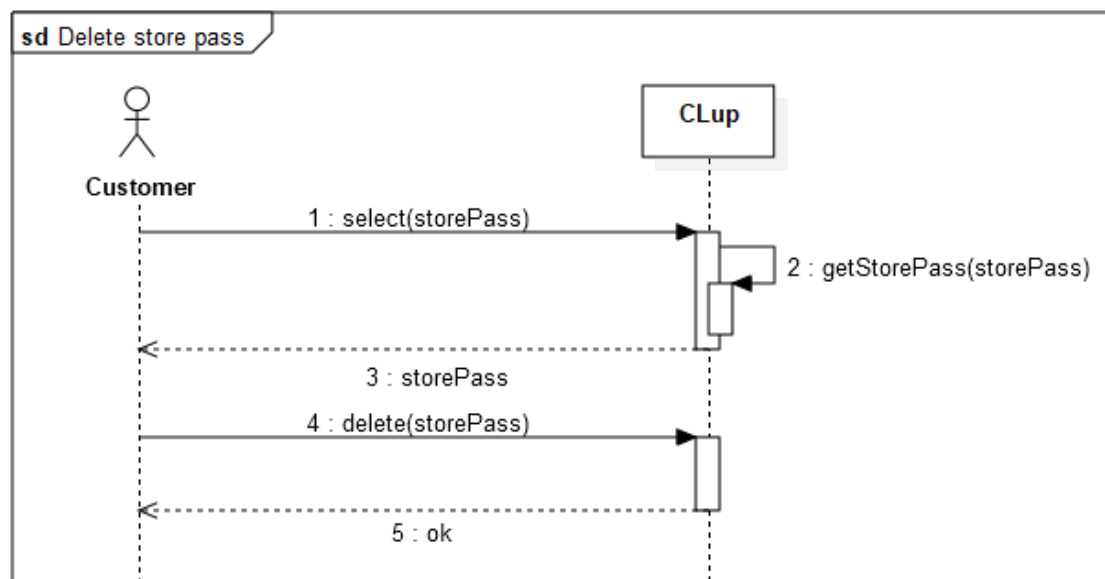 sd Delete store pass
CLup
Customer
1 : select(storePass)
2 : getStorePass(storePass)
3 : storePass
4 : delete(storePass)
5 : ok